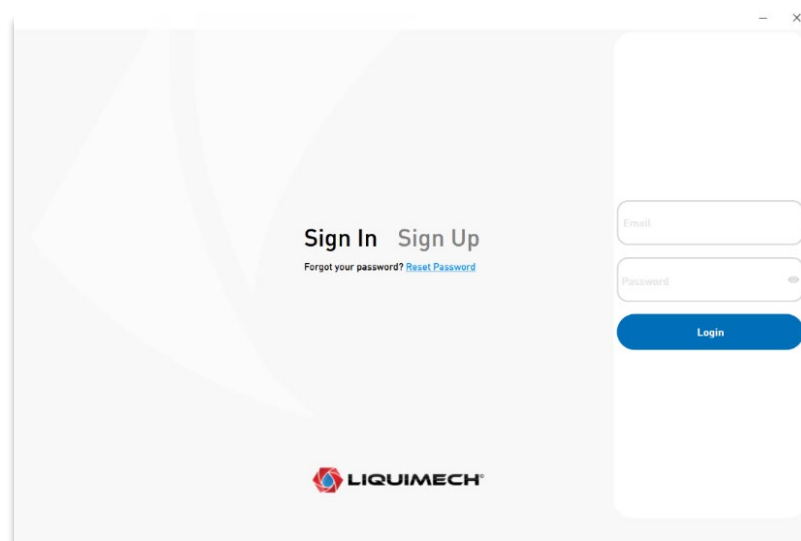 Sign In Sign Up
Forgot your password? Reset Password
Email
Password
Login
LIQUIMECH®